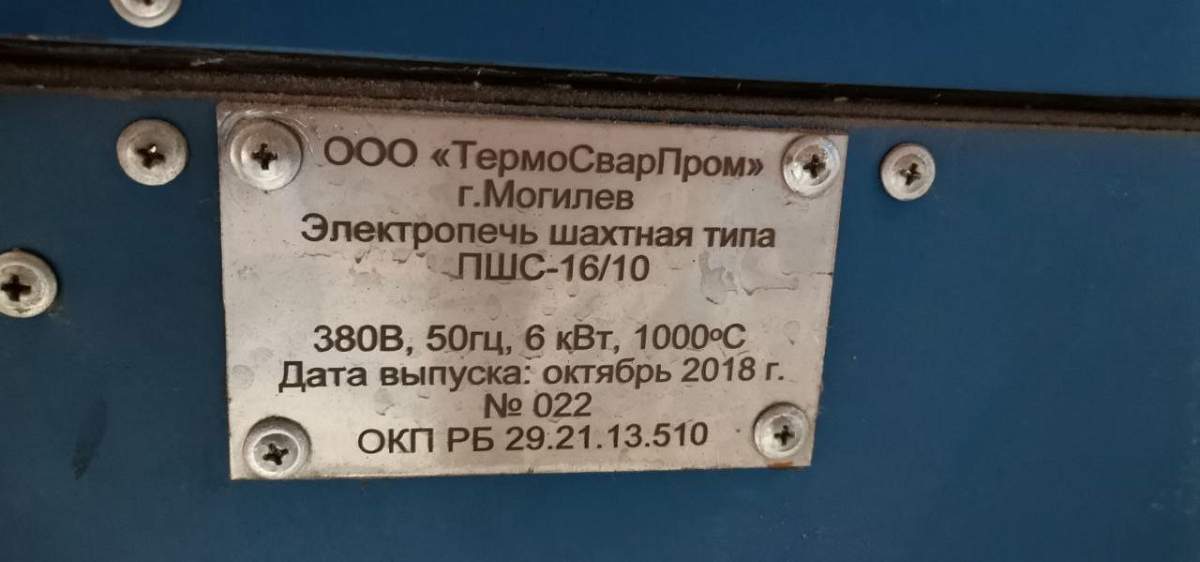 ООО «ТермоСварПром»
г.Могилев
Электропечь шахтная типа
ПШС-16/10
380В, 50гц, 6 кВт, 1000ºС
Дата выпуска: октябрь 2018 г.
№ 022
ОКП РБ 29.21.13.510